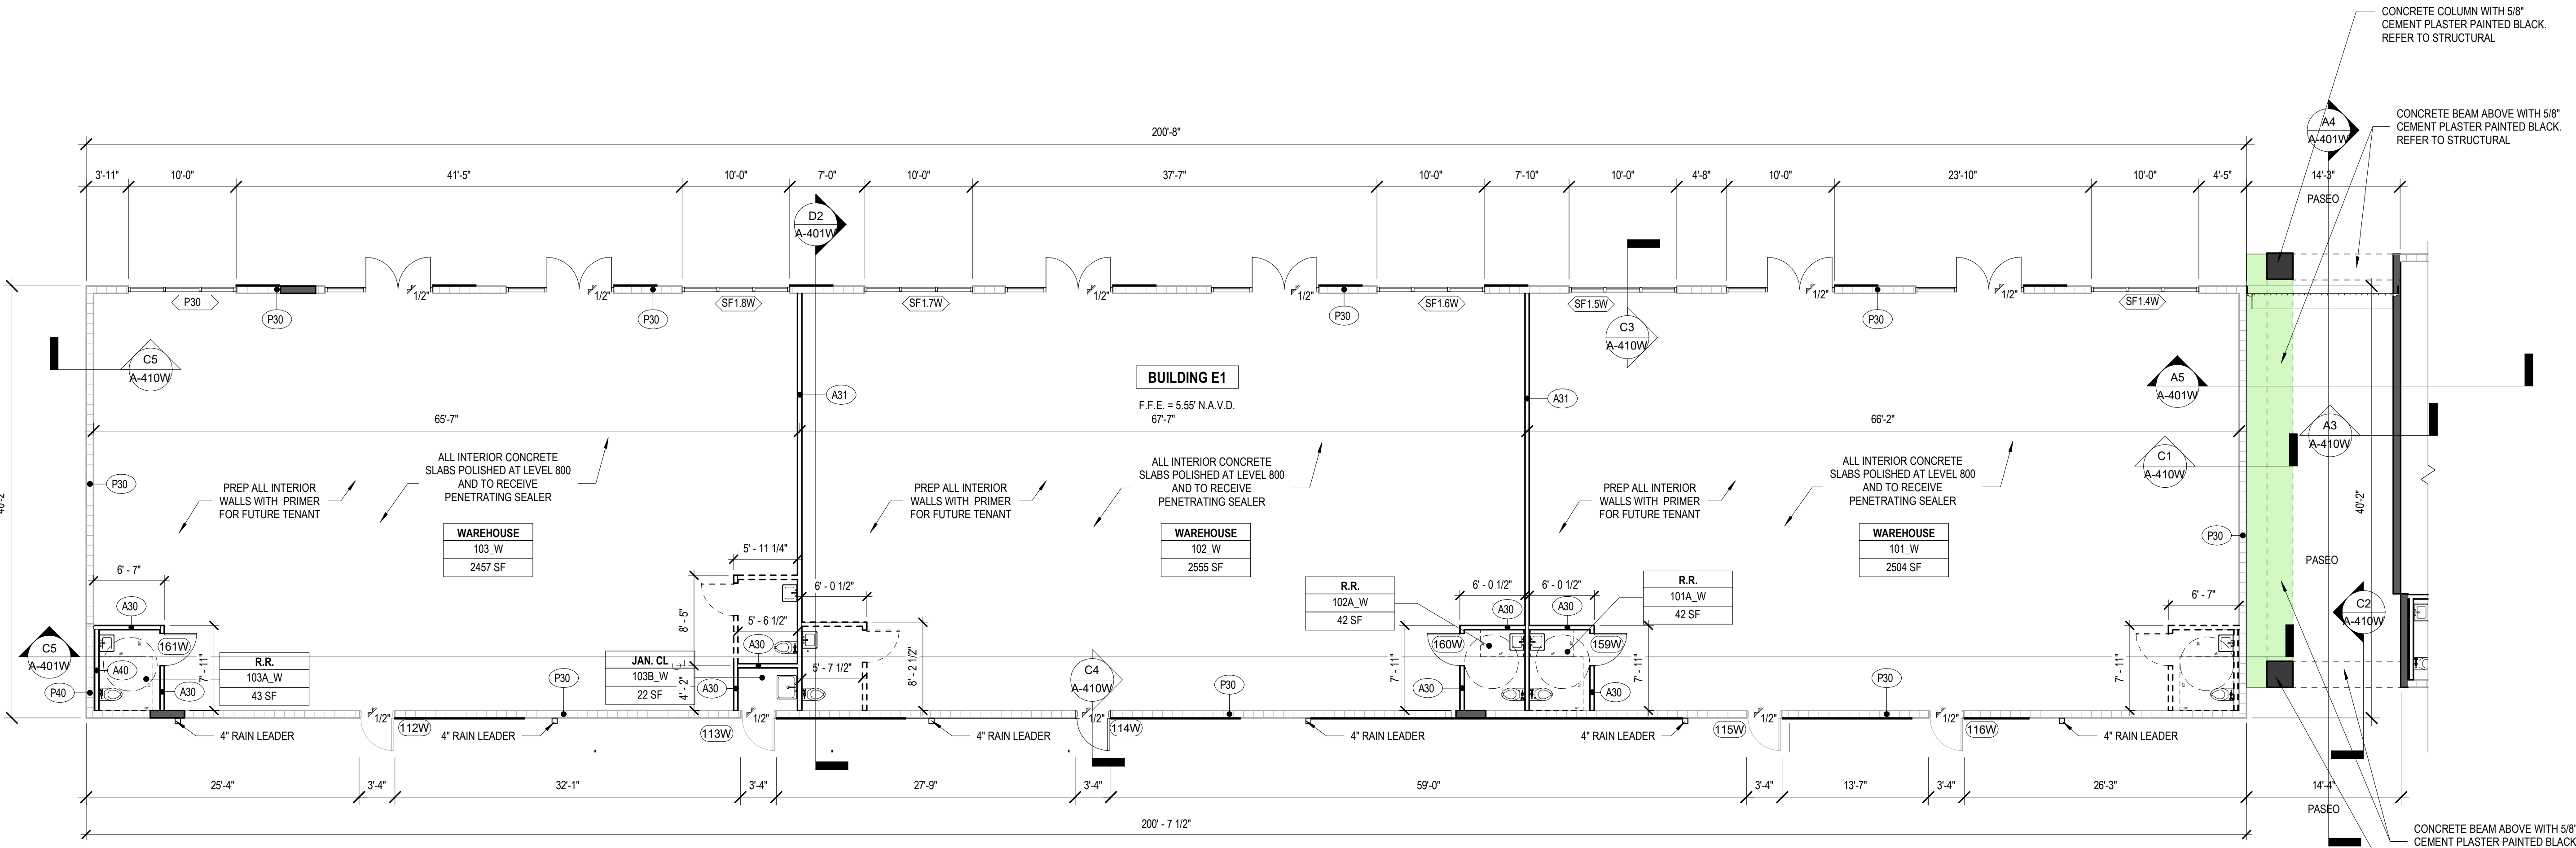 CONCRETE COLUMN WITH 5/8"
CEMENT PLASTER PAINTED BLACK.
REFER TO STRUCTURAL
CONCRETE BEAM ABOVE WITH 5/8"
CEMENT PLASTER PAINTED BLACK.
REFER TO STRUCTURAL
A4
A-401W
200'-8"
3'-11"
10'-0"
41'-5"
10'-0"
7'-0"
10'-0"
37'-7"
10'-0"
7'-10"
10'-0"
4'-8"
10'-0"
23'-10"
10'-0"
4'-5"
14'-3"
PASEO
D2
A-401W
1/2"
1/2"
1/2"
1/2"
1/2"
1/2"
P30
SF1.8W
SF1.7W
SF1.6W
SF1.5W
SF1.4W
P30
P30
P30
P30
C3
A-410W
C5
A-410W
BUILDING E1
F.F.E. = 5.55' N.A.V.D.
A31
A31
A5
A-401W
65'-7"
67'-7"
66'-2"
A3
A-410W
C1
A-410W
ALL INTERIOR CONCRETE
SLABS POLISHED AT LEVEL 800
AND TO RECEIVE
PENETRATING SEALER
ALL INTERIOR CONCRETE
SLABS POLISHED AT LEVEL 800
AND TO RECEIVE
PENETRATING SEALER
ALL INTERIOR CONCRETE
SLABS POLISHED AT LEVEL 800
AND TO RECEIVE
PENETRATING SEALER
PREP ALL INTERIOR
WALLS WITH PRIMER
FOR FUTURE TENANT
PREP ALL INTERIOR
WALLS WITH PRIMER
FOR FUTURE TENANT
PREP ALL INTERIOR
WALLS WITH PRIMER
FOR FUTURE TENANT
P30
P30
40'-2"
PASEO
WAREHOUSE
103_W
2457 SF
WAREHOUSE
102_W
2555 SF
WAREHOUSE
101_W
2504 SF
6' - 7"
5' - 11 1/4"
6' - 0 1/2"
8' - 5"
5' - 6 1/2"
5' - 7 1/2"
8' - 2 1/2"
4' - 2"
R.R.
102A_W
42 SF
6' - 0 1/2"
6' - 0 1/2"
R.R.
101A_W
42 SF
6' - 7"
C2
A-410W
A30
161W
A40
A30
7' - 11"
C5
A-401W
P40
R.R.
103A_W
43 SF
JAN. CL
103B_W
22 SF
A30
A30
P30
C4
A-410W
P30
7' - 11"
160W
A30
A30
A30
159W
A30
7' - 11"
P30
7' - 11"
1/2"
1/2"
1/2"
1/2"
1/2"
112W
113W
114W
115W
116W
4" RAIN LEADER
4" RAIN LEADER
4" RAIN LEADER
4" RAIN LEADER
4" RAIN LEADER
4" RAIN LEADER
25'-4"
3'-4"
32'-1"
3'-4"
27'-9"
3'-4"
59'-0"
3'-4"
13'-7"
3'-4"
26'-3"
14'-4"
PASEO
200' - 7 1/2"
CONCRETE BEAM ABOVE WITH 5/8"
CEMENT PLASTER PAINTED BLACK